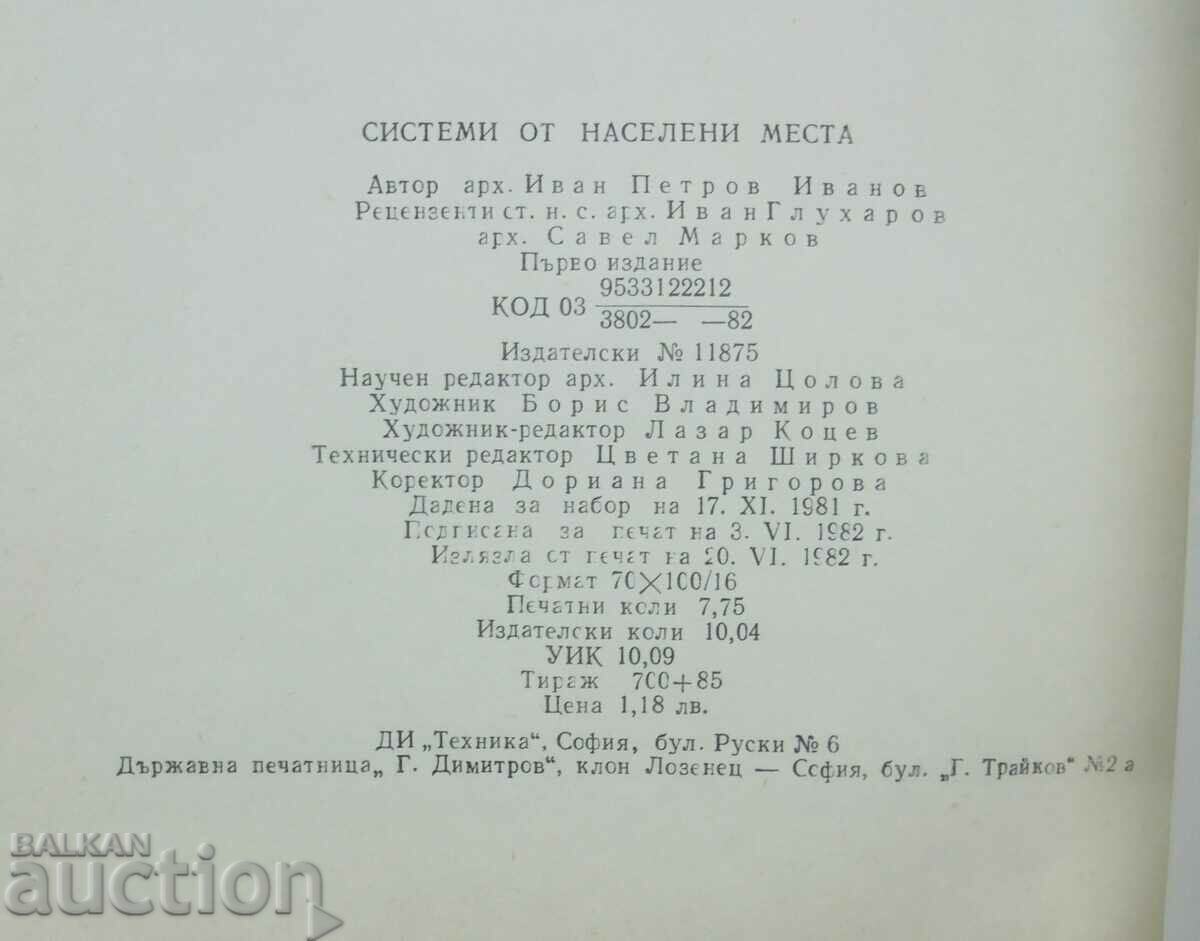 СИСТЕМИ ОТ НАСЕЛЕНИ МЕСТА
Автор арх. Иван Петров Иванов
Рецензенти ст. н. с. арх. Иван Глухаров
арх. Савел Марков
Първо издание
КОД 03 9533122212
3802— —82
Издателски № 11875
Научен редактор арх. Илина Цолова
Художник Борис Владимиров
Художник-редактор Лазар Коцев
Технически редактор Цветана Ширкова
Коректор Дориана Григорова
Дадена за набор на 17. XI. 1981 г.
Подписана за печат на 3. VI. 1982 г.
Излязла от печат на 20. VI. 1982 г.
Формат 70×100/16
Печатни коли 7,75
Издателски коли 10,04
УИК 10,09
Тираж 700+85
Цена 1,18 лв.
ДИ „Техника“, София, бул. Руски № 6
Държавна печатница „ Г. Димитров“, клон Лозенец — София, бул. „Г. Трайков“ №2 а
BALKAN
auction